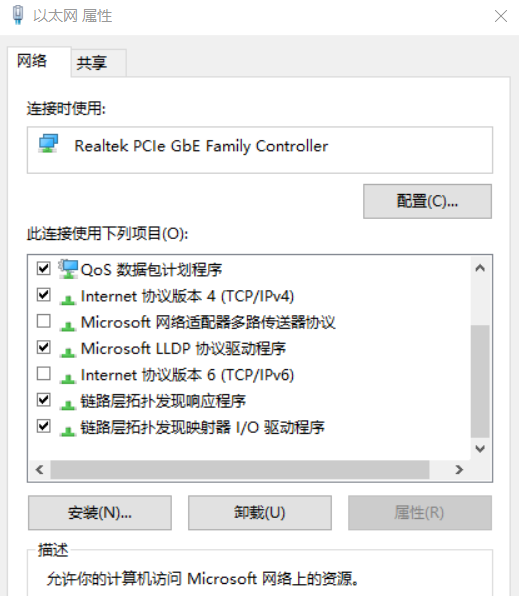 以太网 属性
网络
共享
连接时使用:
Realtek PCIe GbE Family Controller
配置(C)...
此连接使用下列项目(O):
QoS 数据包计划程序
Internet 协议版本 4 (TCP/IPv4)
Microsoft 网络适配器多路传送器协议
Microsoft LLDP 协议驱动程序
Internet 协议版本 6 (TCP/IPv6)
链路层拓扑发现响应程序
链路层拓扑发现映射器 I/O 驱动程序
安装(N)...
卸载(U)
属性(R)
描述
允许你的计算机访问 Microsoft 网络上的资源。